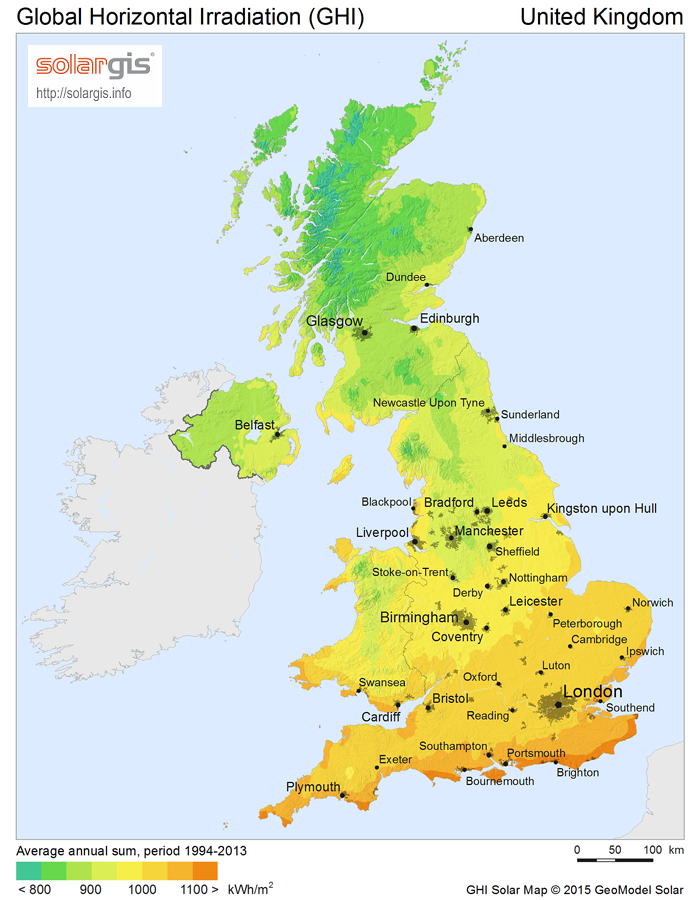 Global Horizontal Irradiation (GHI) United Kingdom
solargis
http://solargis.info
Aberdeen
Dundee
Glasgow
Edinburgh
Newcastle Upon Tyne
Sunderland
Belfast
Middlesbrough
Blackpool
Bradford
Leeds
Kingston upon Hull
Liverpool
Manchester
Sheffield
Stoke-on-Trent
Nottingham
Derby
Leicester
Norwich
Birmingham
Peterborough
Coventry
Cambridge
Ipswich
Luton
Swansea
Oxford
London
Bristol
Southend
Cardiff
Reading
Southampton
Portsmouth
Exeter
Brighton
Bournemouth
Plymouth
Average annual sum, period 1994-2013
0 50 100 km
< 800 900 1000 1100 > kWh/m²
GHI Solar Map © 2015 GeoModel Solar